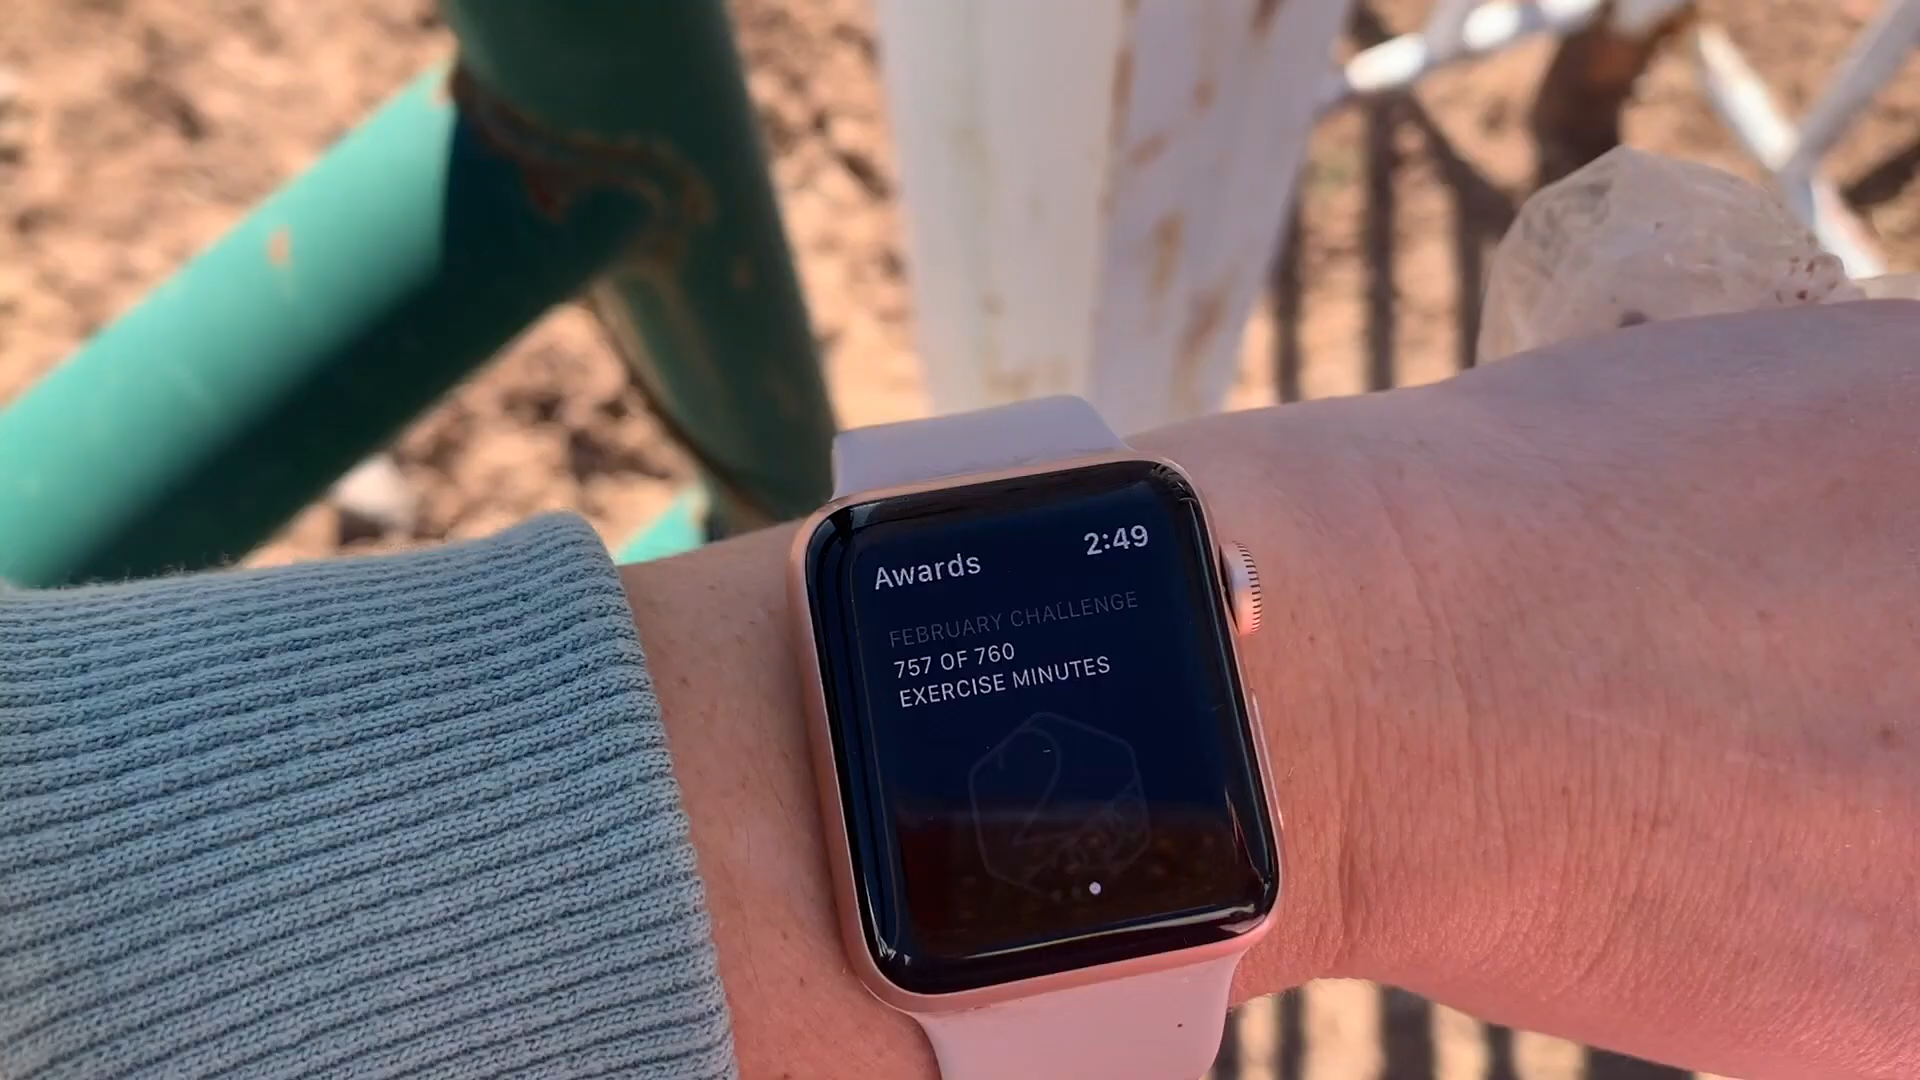 Awards
2:49
FEBRUARY CHALLENGE
757 OF 760
EXERCISE MINUTES